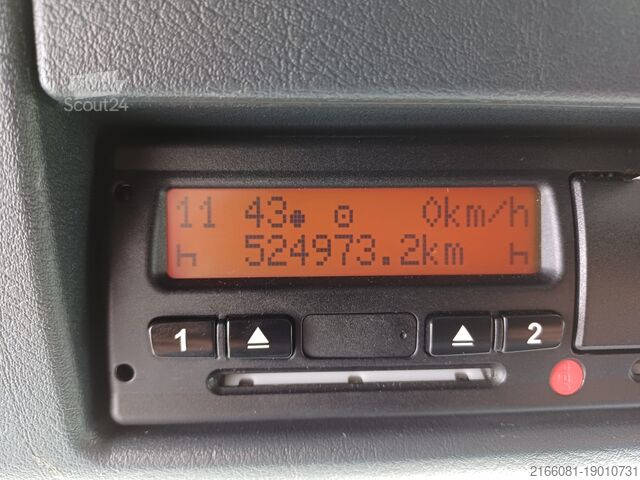 Scout24
11 43 0km/h
524973.2km
1 2
2166081-19010731